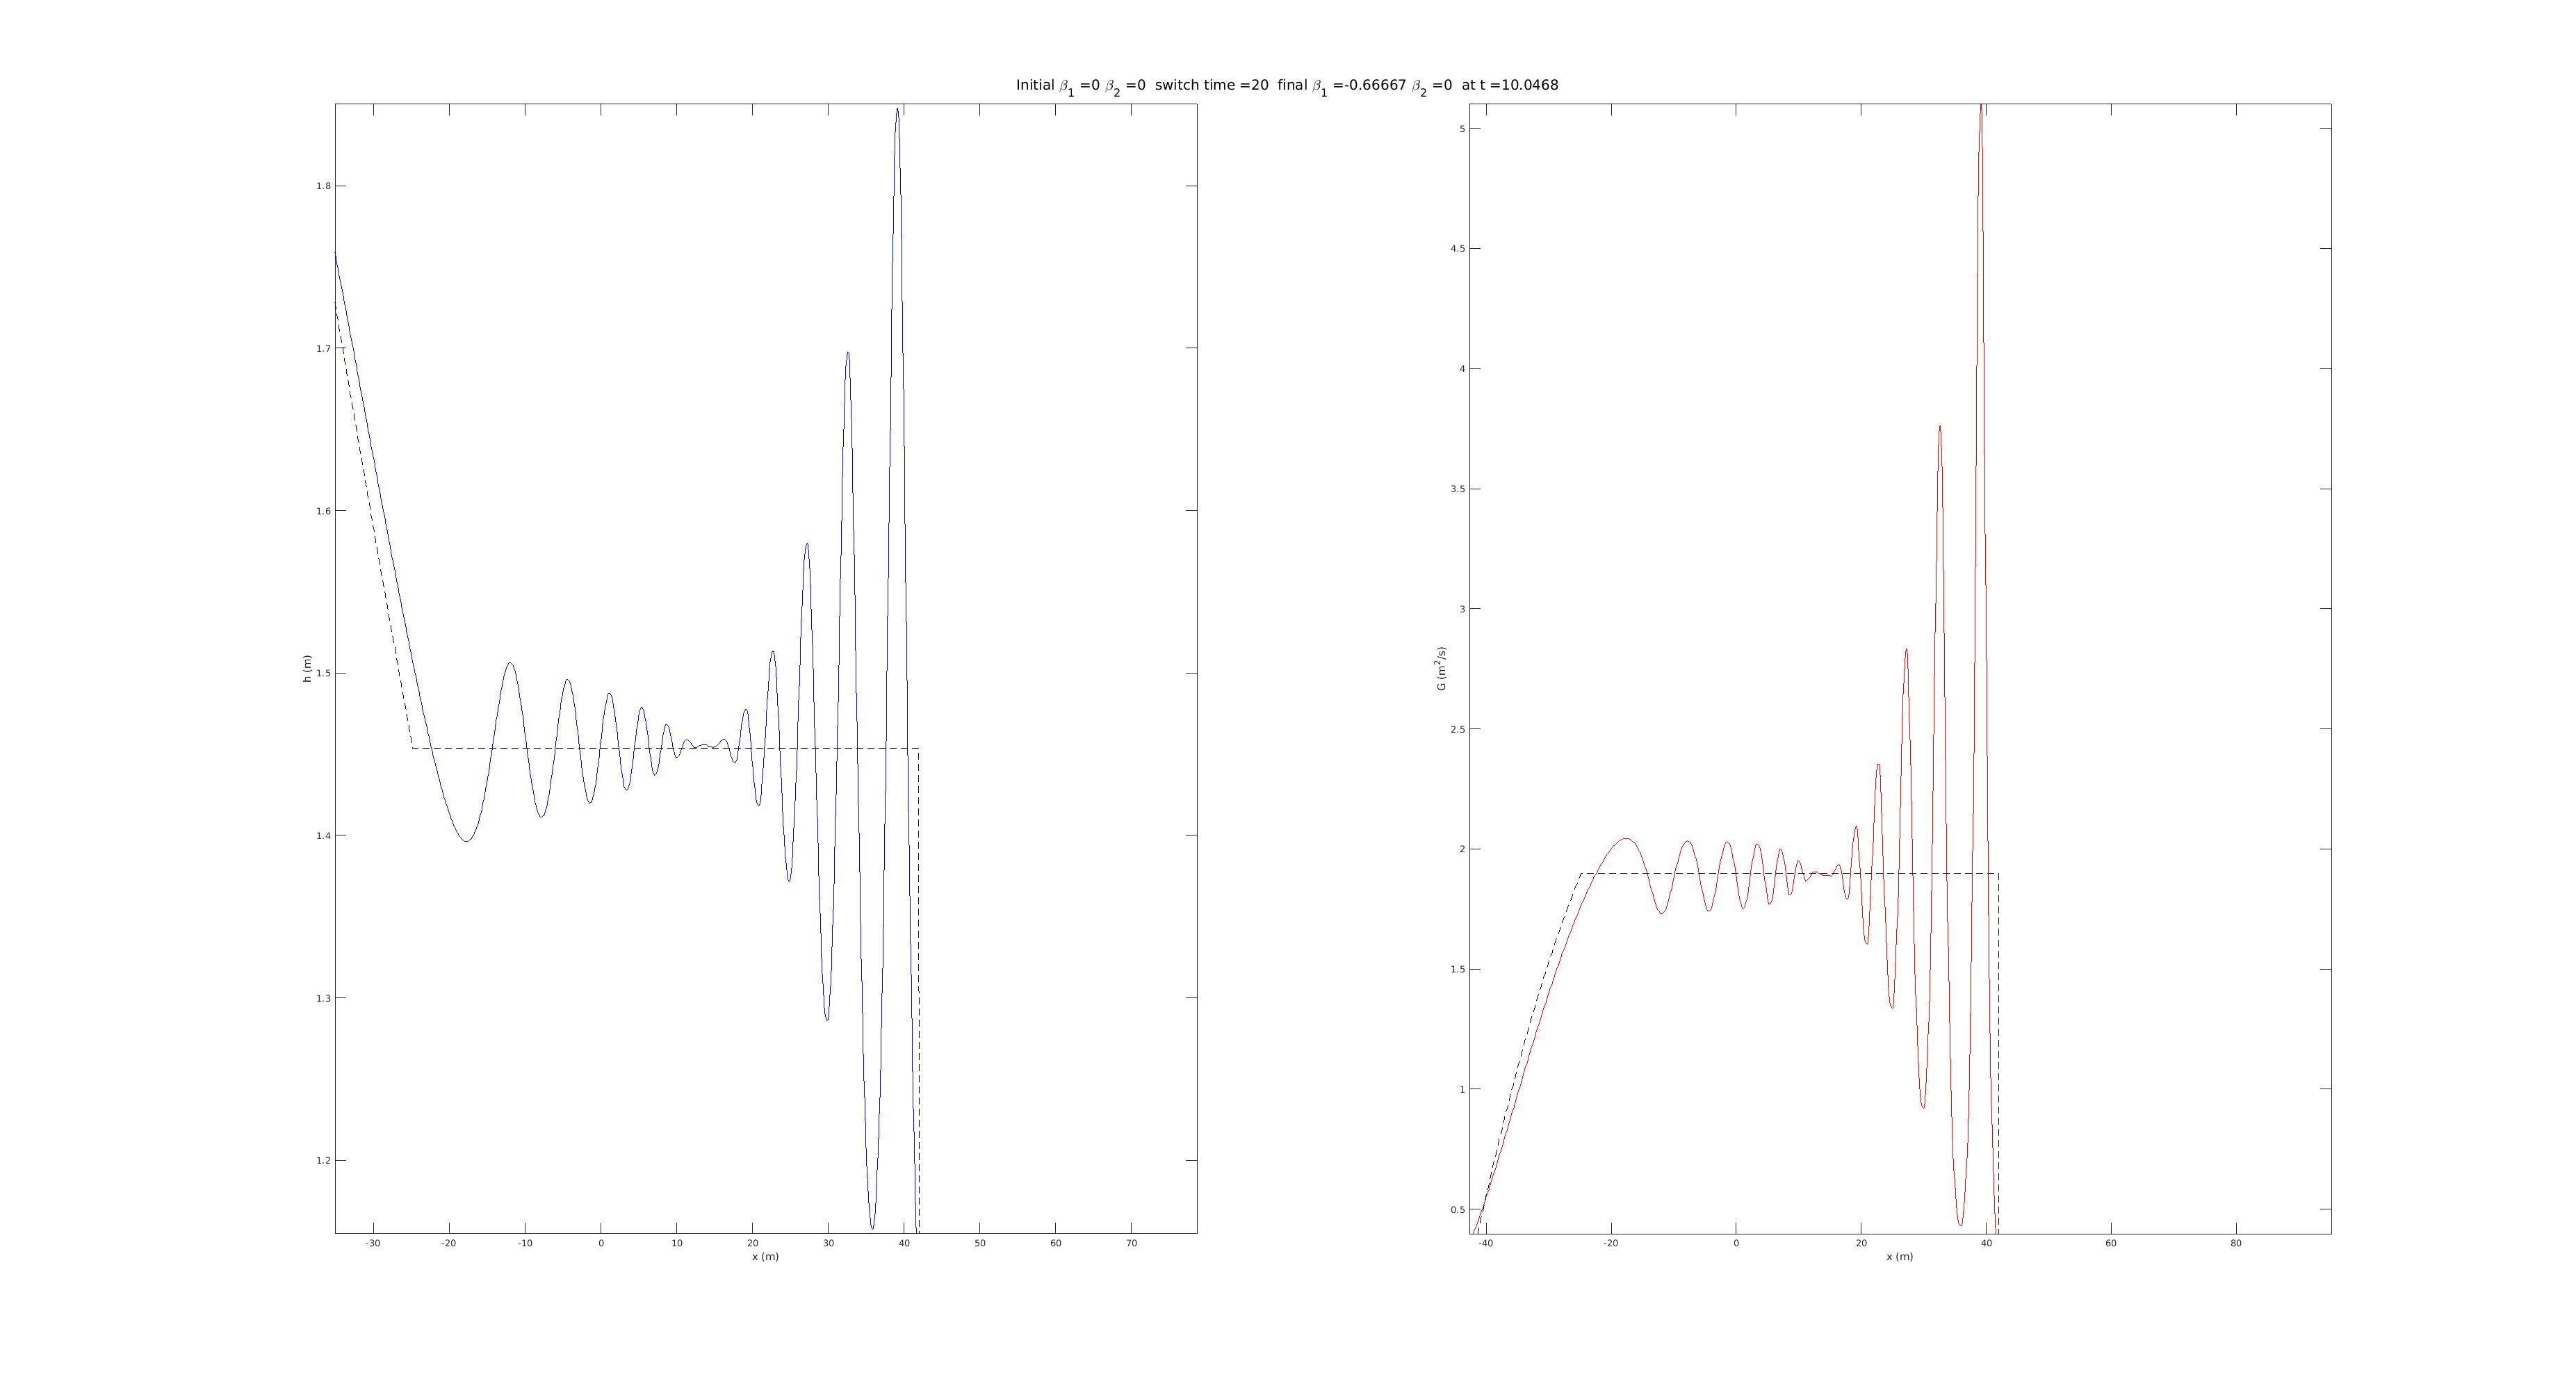 Initial β1 =0 β2 =0 switch time =20 final β1 =-0.66667 β2 =0 at t =10.0468
h (m)
1.8
1.7
1.6
1.5
1.4
1.3
1.2
-30 -20 -10 0 10 20 30 40 50 60 70
x (m)
G (m2/s)
5
4.5
4
3.5
3
2.5
2
1.5
1
0.5
-40 -20 0 20 40 60 80
x (m)